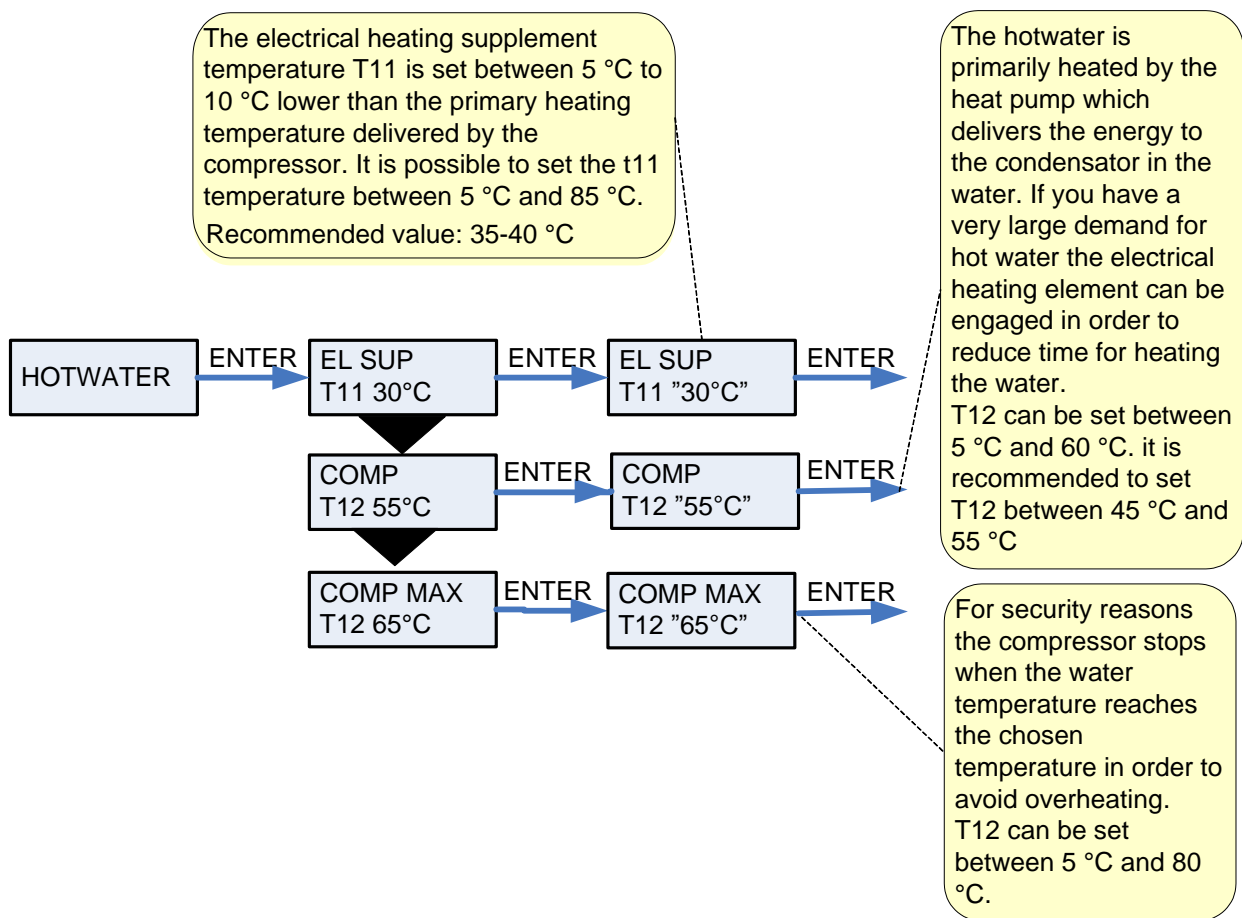 The electrical heating supplement
temperature T11 is set between 5 °C to
10 °C lower than the primary heating
temperature delivered by the
compressor. It is possible to set the t11
temperature between 5 °C and 85 °C.
Recommended value: 35-40 °C
The hotwater is
primarily heated by the
heat pump which
delivers the energy to
the condensator in the
water. If you have a
very large demand for
hot water the electrical
heating element can be
engaged in order to
reduce time for heating
the water.
T12 can be set between
5 °C and 60 °C. it is
recommended to set
T12 between 45 °C and
55 °C
HOTWATER
ENTER
EL SUP
T11 30°C
ENTER
EL SUP
T11 ”30°C”
ENTER
COMP
T12 55°C
ENTER
COMP
T12 ”55°C”
ENTER
COMP MAX
T12 65°C
ENTER
COMP MAX
T12 ”65°C”
ENTER
For security reasons
the compressor stops
when the water
temperature reaches
the chosen
temperature in order to
avoid overheating.
T12 can be set
between 5 °C and 80
°C.